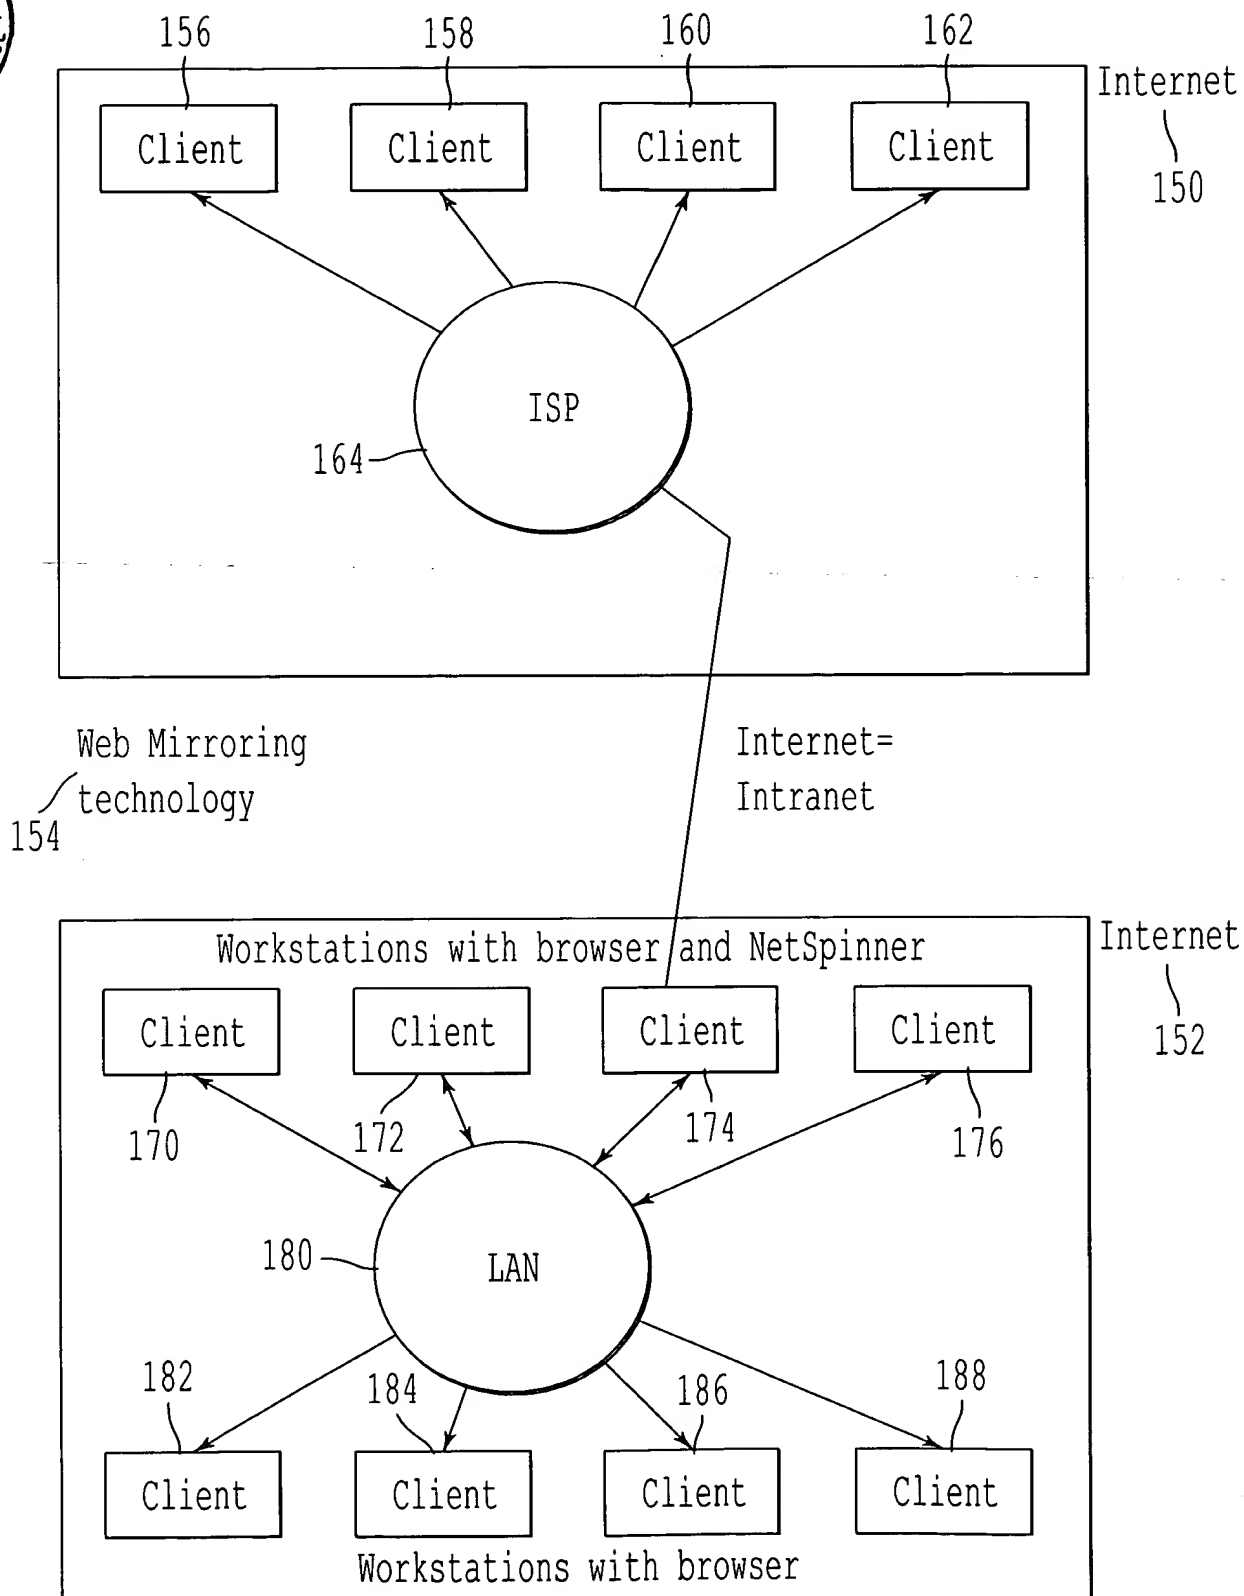 156
158
160
162
Internet
150
Client
Client
Client
Client
ISP
164
Web Mirroring
technology
154
Internet=
Intranet
Internet
152
Workstations with browser and NetSpinner
Client
Client
Client
Client
170
172
174
176
180
LAN
182
184
186
188
Client
Client
Client
Client
Workstations with browser